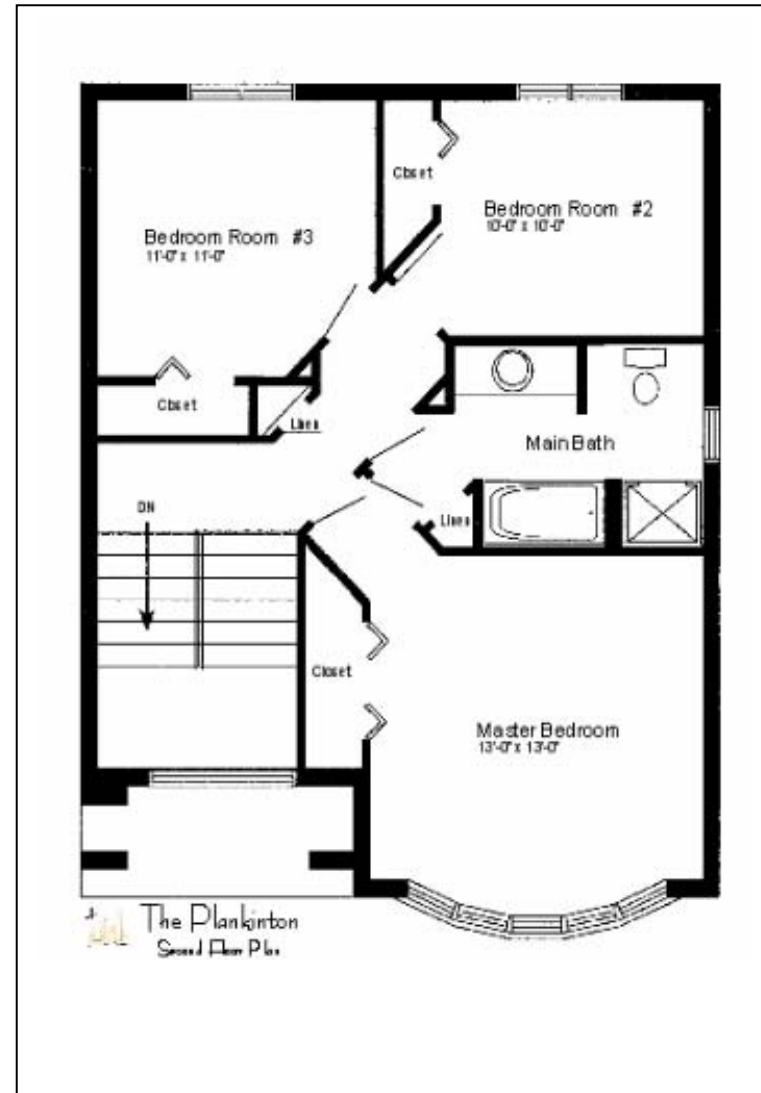 Closet
Bedroom Room #2
10'-0" x 10'-0"
Bedroom Room #3
11'-0" x 11'-0"
Closet
Linen
Main Bath
DN
Linen
Closet
Master Bedroom
13'-0" x 13'-0"
The Plankinton
Second Floor Plan